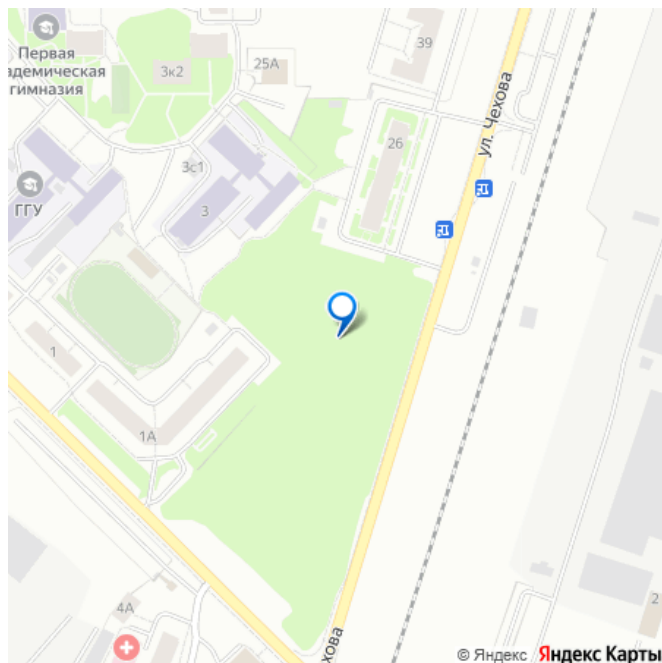 Первая
адемическая
гимназия
25А
39
3к2
ул. Чехова
26
3с1
3
ГГУ
1
1А
4А
хова
2
© Яндекс Яндекс Карты